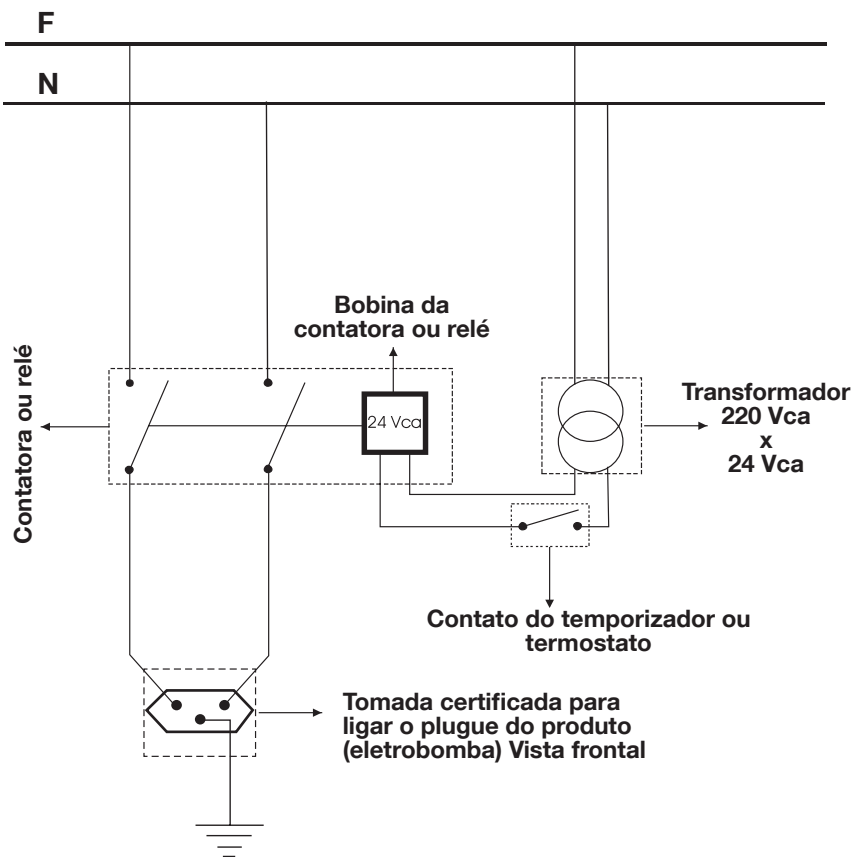 F
N
Bobina da
contatora ou relé
Contatora ou relé
24 Vca
Transformador
220 Vca
x
24 Vca
Contato do temporizador ou
termostato
Tomada certificada para
ligar o plugue do produto
(eletrobomba) Vista frontal